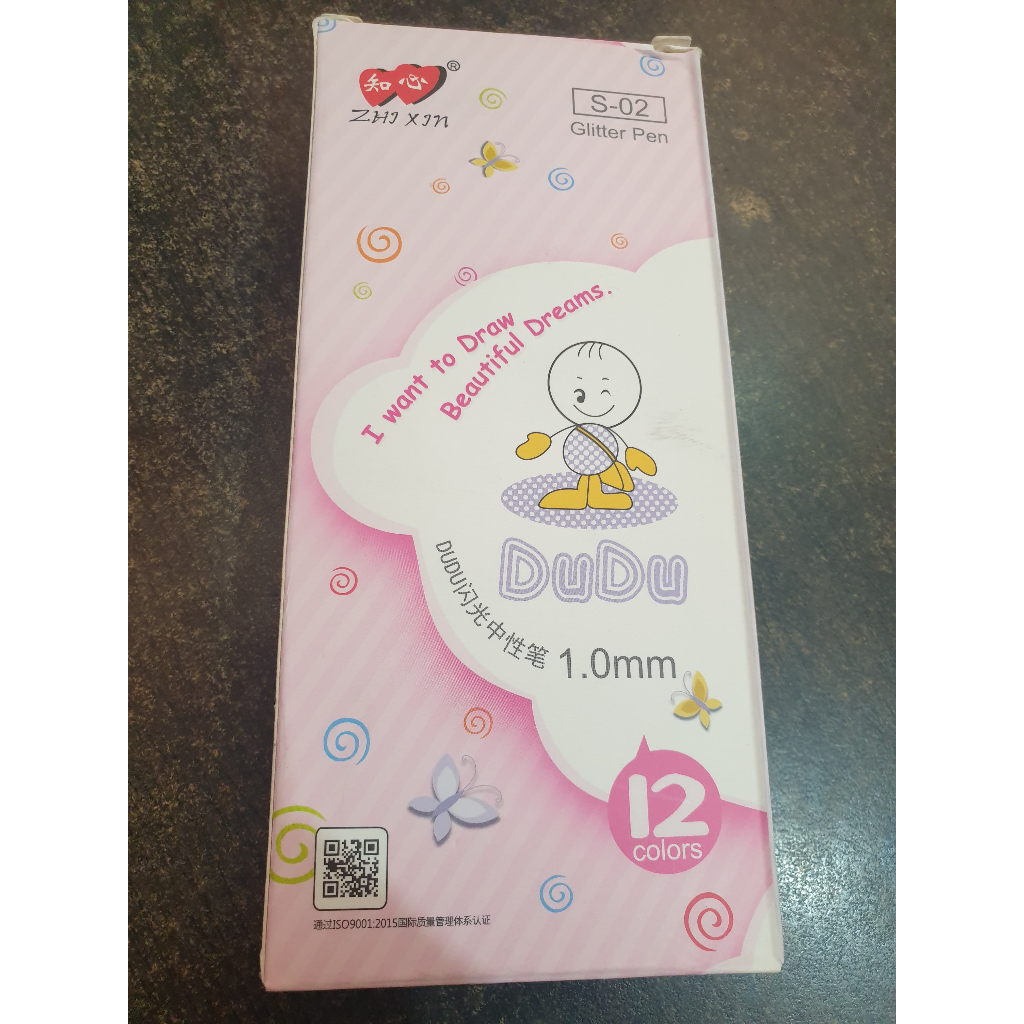 知心®
ZHI XIN
S-02
Glitter Pen
I want to Draw
Beautiful Dreams.
DuDu
DUDU闪光中性笔
1.0mm
12
colors
通过ISO9001:2015国际质量管理体系认证